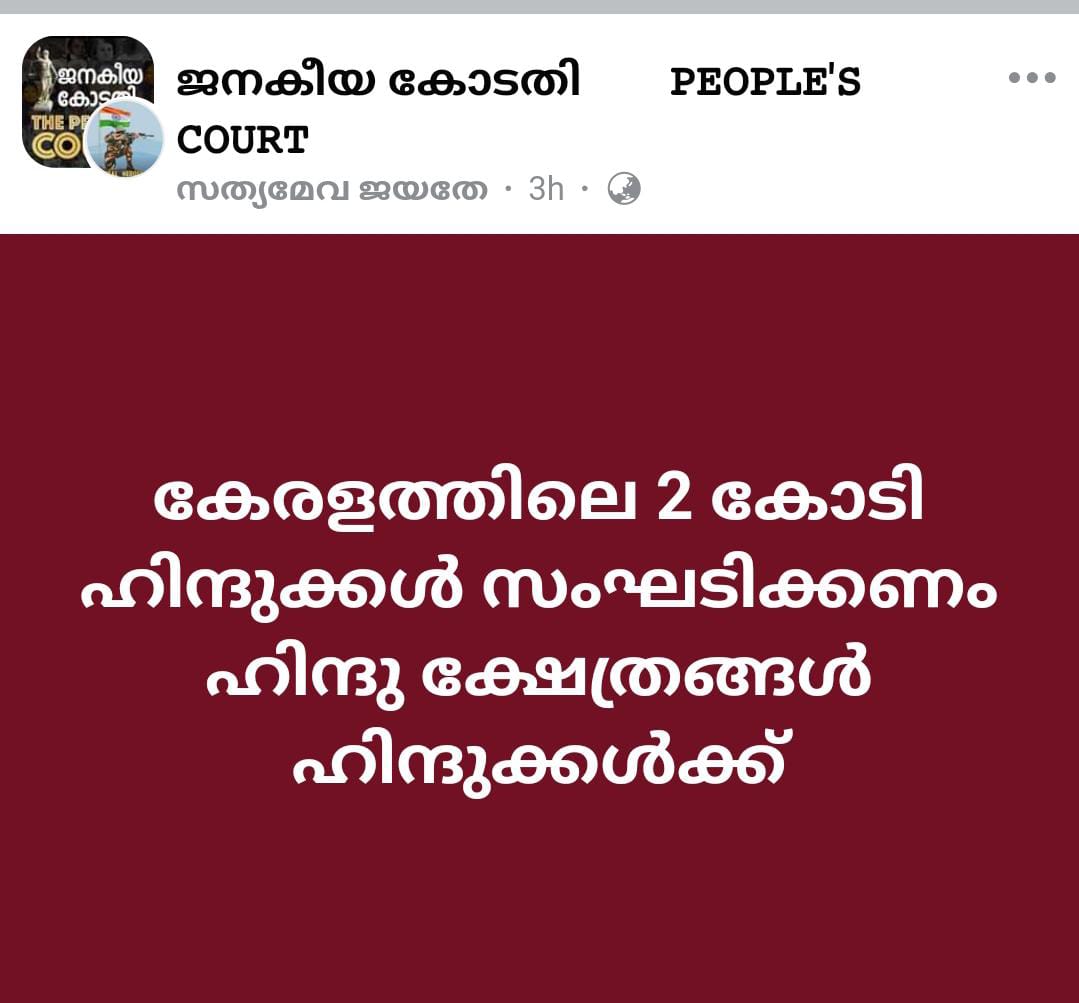 ജനകീയ കോടതി PEOPLE'S
COURT
സത്യമേവ ജയതേ · 3h ·
ജനകീയ
കോടതി
THE PE
CO
കേരളത്തിലെ 2 കോടി
ഹിന്ദുക്കൾ സംഘടിക്കണം
ഹിന്ദു ക്ഷേത്രങ്ങൾ
ഹിന്ദുക്കൾക്ക്